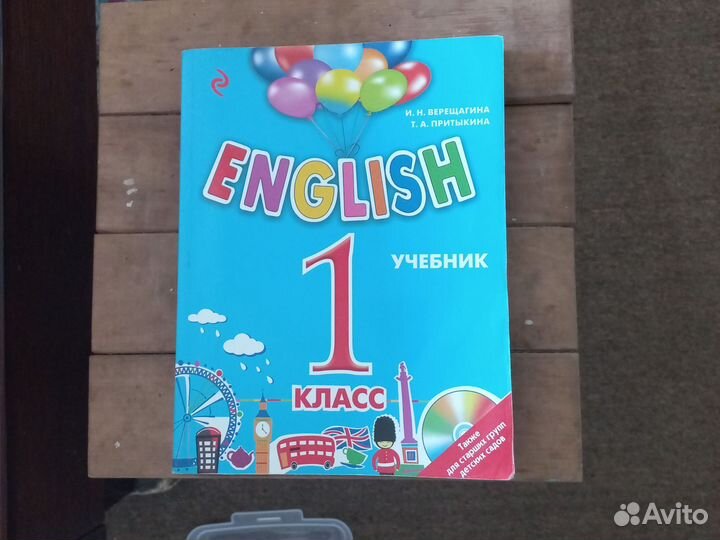 И. Н. ВЕРЕЩАГИНА
Т. А. ПРИТЫКИНА
ENGLISH
УЧЕБНИК
1
КЛАСС
Также
для старших групп
детских садов
Avito